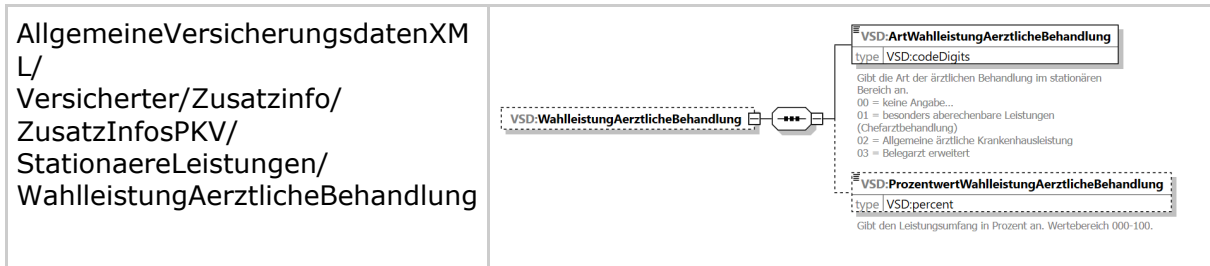 AllgemeineVersicherungsdatenXM
L/
Versicherter/Zusatzinfo/
ZusatzInfosPKV/
StationaereLeistungen/
WahlleistungAerztlicheBehandlung
VSD:WahlleistungAerztlicheBehandlung
VSD:ArtWahlleistungAerztlicheBehandlung
type VSD:codeDigits
Gibt die Art der ärztlichen Behandlung im stationären
Bereich an.
00 = keine Angabe...
01 = besonders aberechenbare Leistungen
(Chefarztbehandlung)
02 = Allgemeine ärztliche Krankenhausleistung
03 = Belegarzt erweitert
VSD:ProzentwertWahlleistungAerztlicheBehandlung
type VSD:percent
Gibt den Leistungsumfang in Prozent an. Wertebereich 000-100.